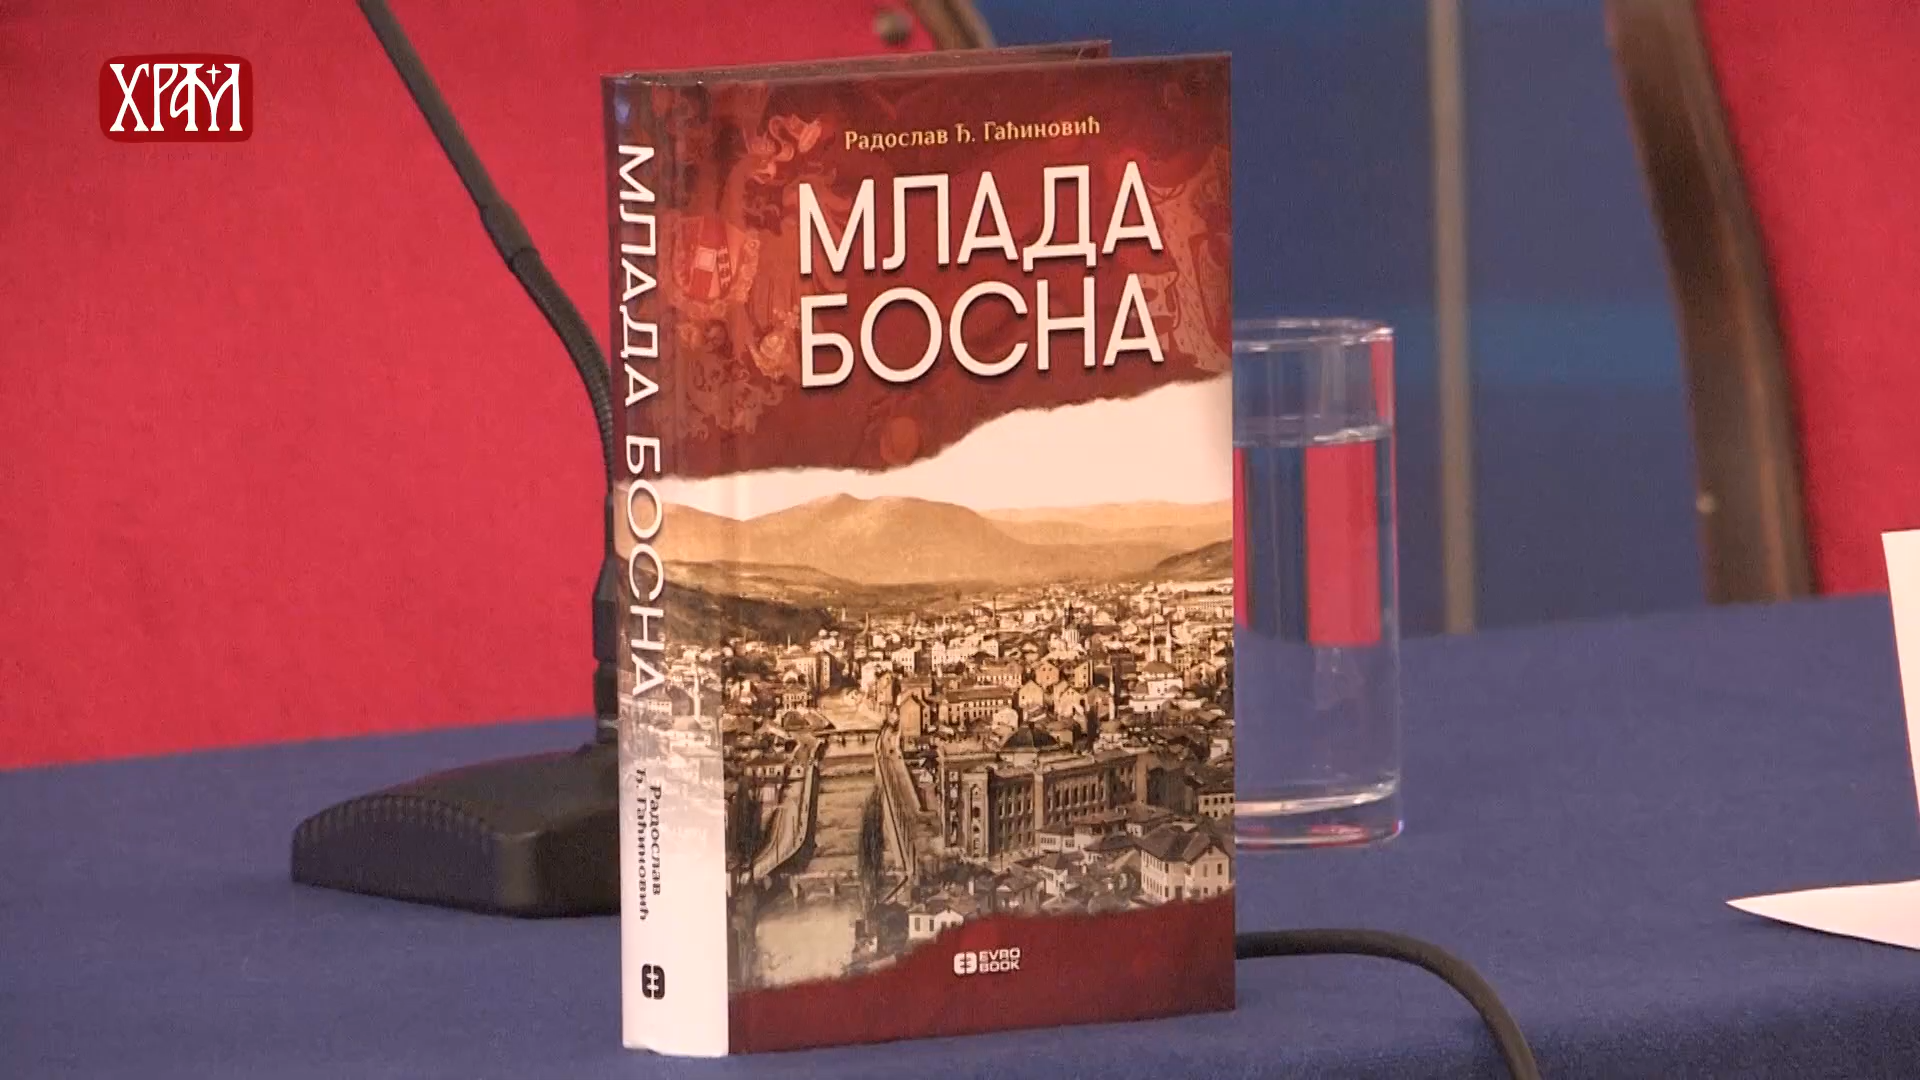 ХРАМ
Радослав Ђ. Гаћиновић
МЛАДА
БОСНА
EVRO
BOOK
МЛАДА БОСНА
Радослав
Ђ. Гаћиновић